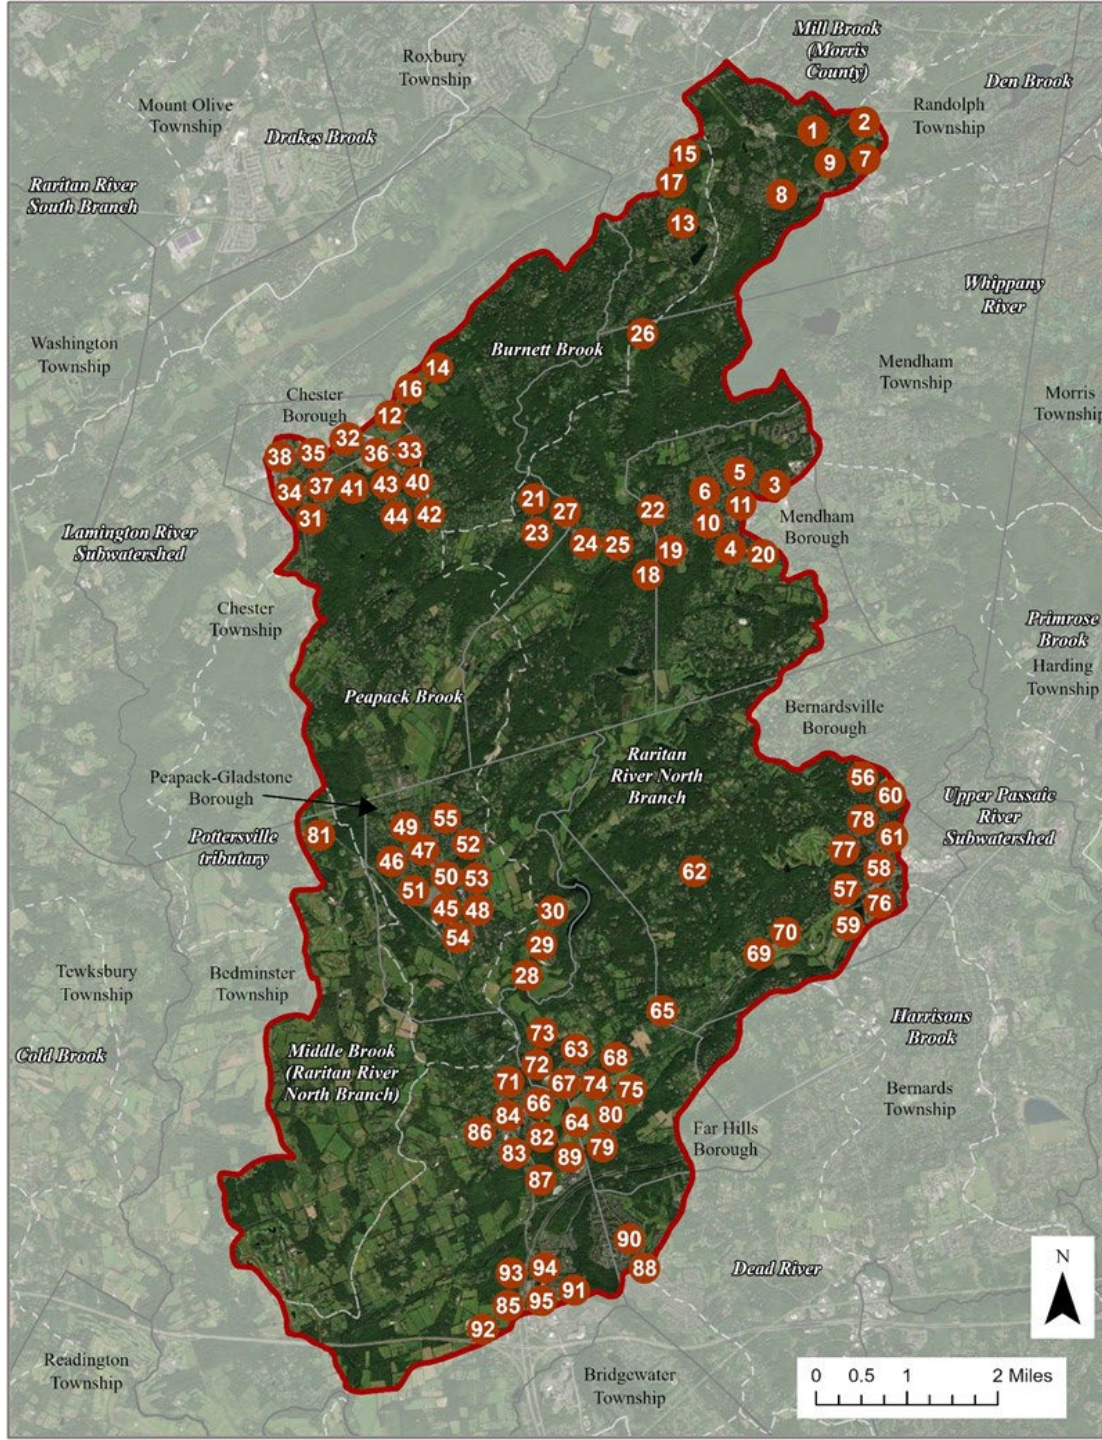 Mill Brook
(Morris
County)
Roxbury
Township
Den Brook
Mount Olive
Township
Randolph
Township
Drakes Brook
1
2
15
9
7
Raritan River
South Branch
17
8
13
Whippany
River
26
Washington
Township
Burnett Brook
Mendham
Township
14
Chester
Borough
16
Morris
Township
12
32
38
35
36
33
5
34
37
41
43
40
6
3
21
11
31
44
42
27
22
10
Mendham
Borough
23
Lamington River
Subwatershed
24
25
19
4
20
18
Chester
Township
Primrose
Brook
Harding
Township
Peapack Brook
Bernardsville
Borough
Raritan
River North
Branch
Peapack-Gladstone
Borough
56
60
Upper Passaic
River
Subwatershed
81
49
55
78
61
Pottersville
tributary
47
52
77
46
58
50
53
62
51
57
45
48
30
76
54
59
29
70
69
28
Tewksbury
Township
Bedminster
Township
65
Harrisons
Brook
73
Cold Brook
Middle Brook
(Raritan River
North Branch)
63
68
72
71
67
74
75
Bernards
Township
66
84
64
80
86
82
Far Hills
Borough
83
89
79
87
90
93
94
88
Dead River
N
91
85
95
92
Readington
Township
Bridgewater
Township
0 0.5 1 2 Miles